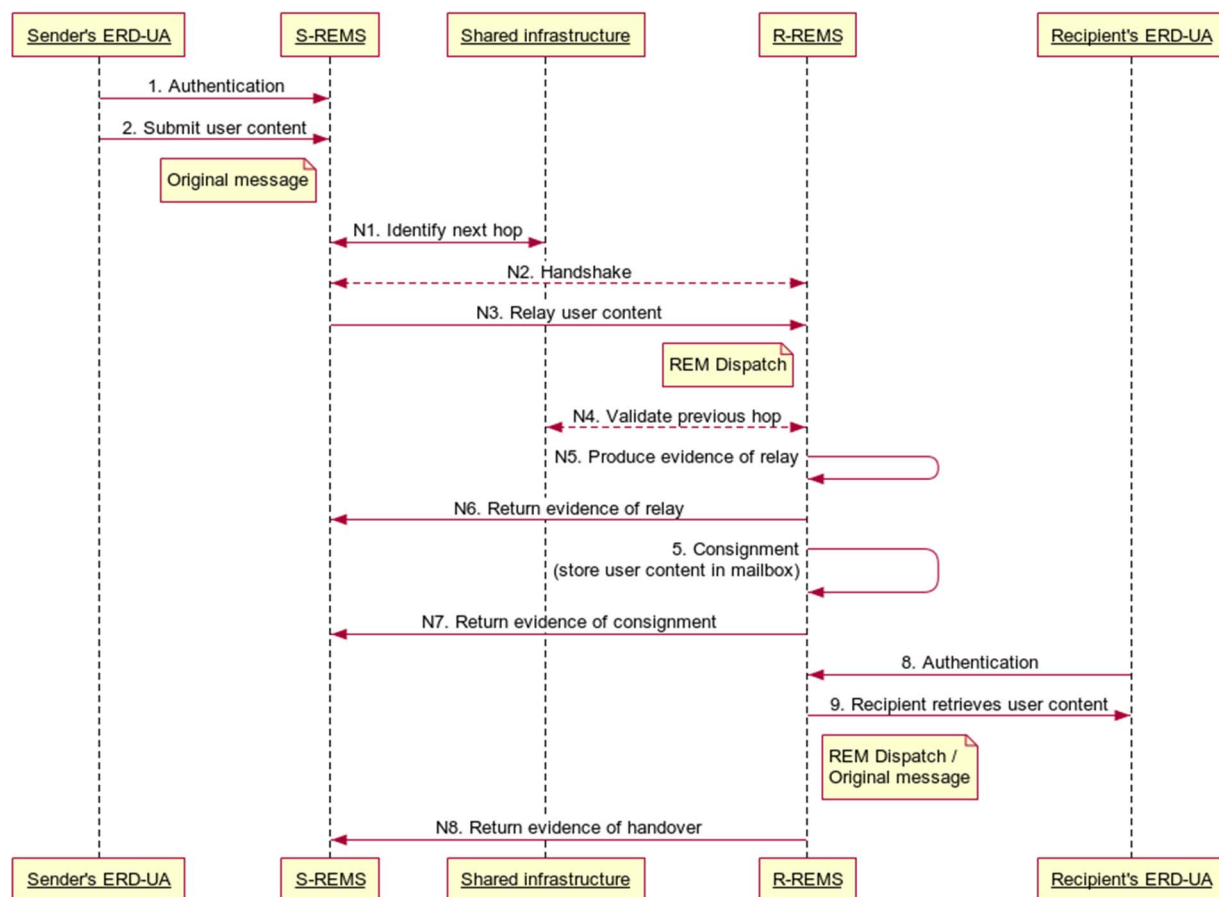 Sender's ERD-UA
S-REMS
Shared infrastructure
R-REMS
Recipient's ERD-UA
1. Authentication
2. Submit user content
Original message
N1. Identify next hop
N2. Handshake
N3. Relay user content
REM Dispatch
N4. Validate previous hop
N5. Produce evidence of relay
N6. Return evidence of relay
5. Consignment
(store user content in mailbox)
N7. Return evidence of consignment
8. Authentication
9. Recipient retrieves user content
REM Dispatch /
Original message
N8. Return evidence of handover
Sender's ERD-UA
S-REMS
Shared infrastructure
R-REMS
Recipient's ERD-UA